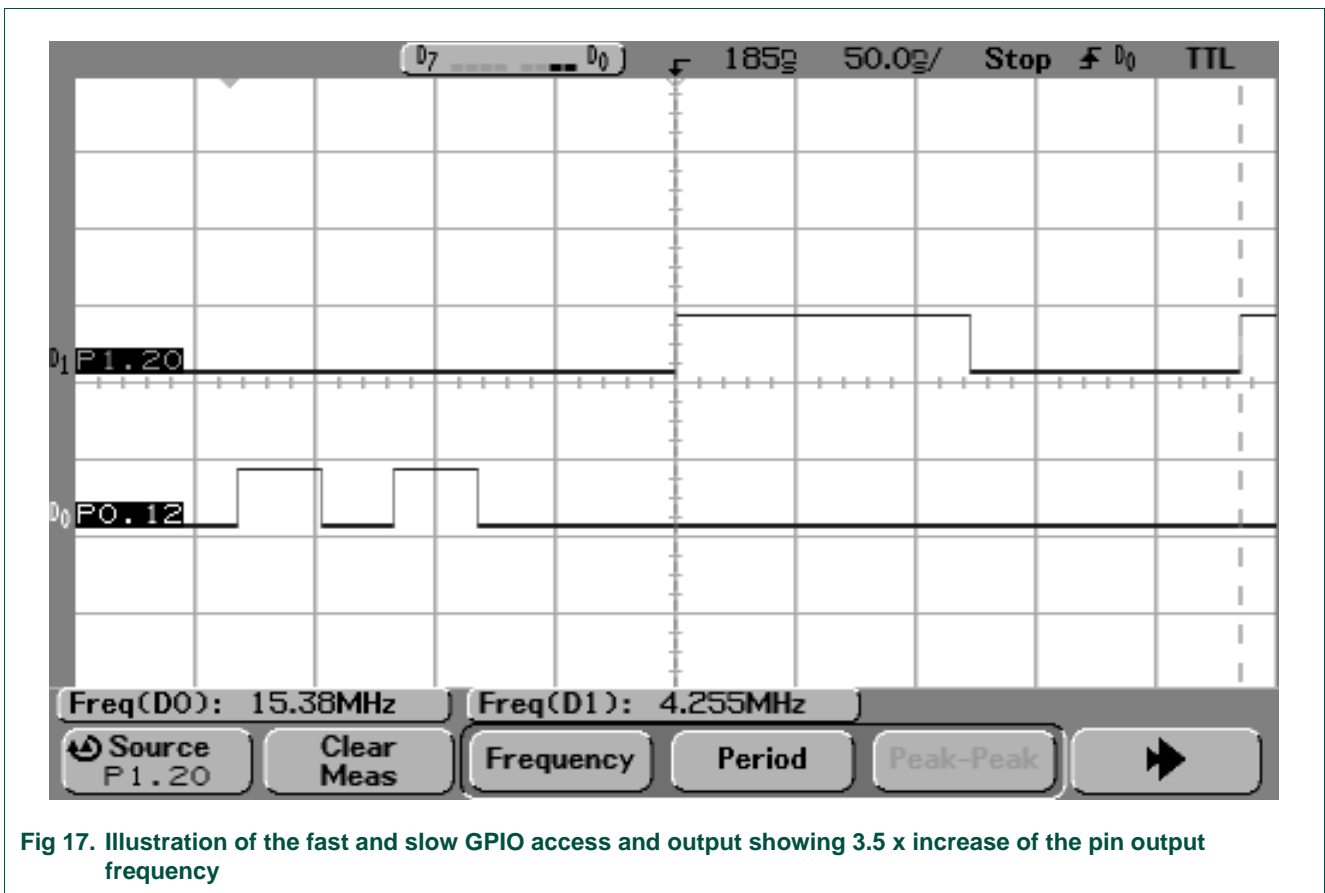 D7 D0 185n̲s 50.0n̲s/ Stop D0 TTL
D1 P1.20
D0 P0.12
Freq(D0): 15.38MHz Freq(D1): 4.255MHz
Source
P1.20
Clear
Meas
Frequency
Period
Peak-Peak
Fig 17. Illustration of the fast and slow GPIO access and output showing 3.5 x increase of the pin output
frequency